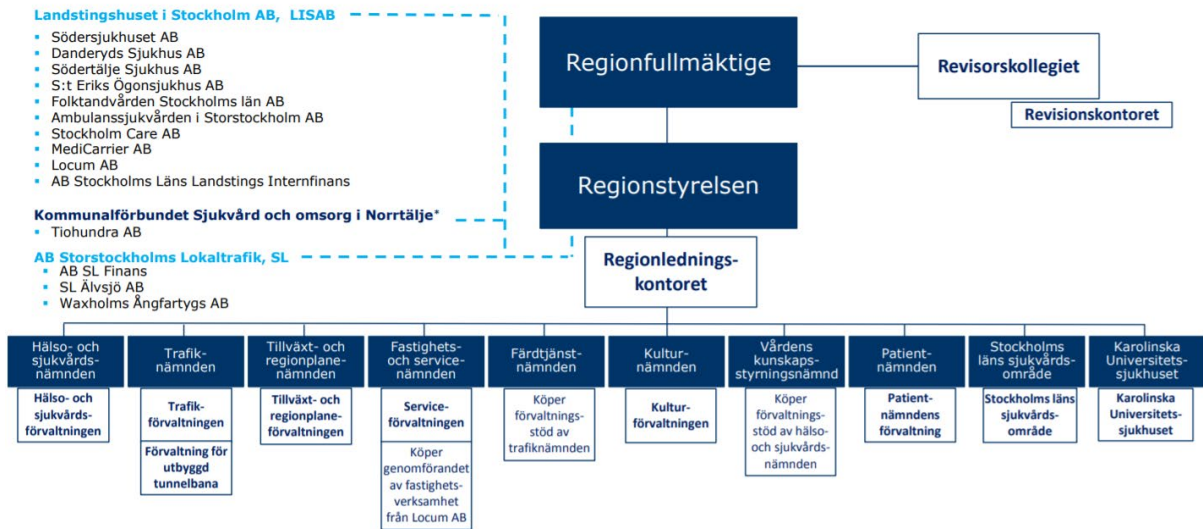 Landstingshuset i Stockholm AB, LISAB
▪ Södersjukhuset AB
▪ Danderyds Sjukhus AB
▪ Södertälje Sjukhus AB
▪ S:t Eriks Ögonsjukhus AB
▪ Folktandvården Stockholms län AB
▪ Ambulanssjukvården i Storstockholm AB
▪ Stockholm Care AB
▪ MediCarrier AB
▪ Locum AB
▪ AB Stockholms Läns Landstings Internfinans
Kommunalförbundet Sjukvård och omsorg i Norrtälje*
▪ Tiohundra AB
AB Storstockholms Lokaltrafik, SL
▪ AB SL Finans
▪ SL Älvsjö AB
▪ Waxholms Ångfartygs AB
Regionfullmäktige
Revisorskollegiet
Revisionskontoret
Regionstyrelsen
Regionlednings-
kontoret
Hälso- och
sjukvårds-
nämnden
Hälso- och
sjukvårds-
förvaltningen
Trafik-
nämnden
Trafik-
förvaltningen
Förvaltning för
utbyggd
tunnelbana
Tillväxt- och
regionplane-
nämnden
Tillväxt- och
regionplane-
förvaltningen
Fastighets-
och service-
nämnden
Service-
förvaltningen
Köper
genomförandet
av fastighets-
verksamhet
från Locum AB
Färdtjänst-
nämnden
Köper
förvaltnings-
stöd av
trafiknämnden
Kultur-
nämnden
Kultur-
förvaltningen
Vårdens
kunskaps-
styrningsnämnd
Köper
förvaltnings-
stöd av hälso-
och sjukvårds-
nämnden
Patient-
nämnden
Patient-
nämndens
förvaltning
Stockholms
läns sjukvårds-
område
Stockholms läns
sjukvårds-
område
Karolinska
Universitets-
sjukhuset
Karolinska
Universitets-
sjukhuset